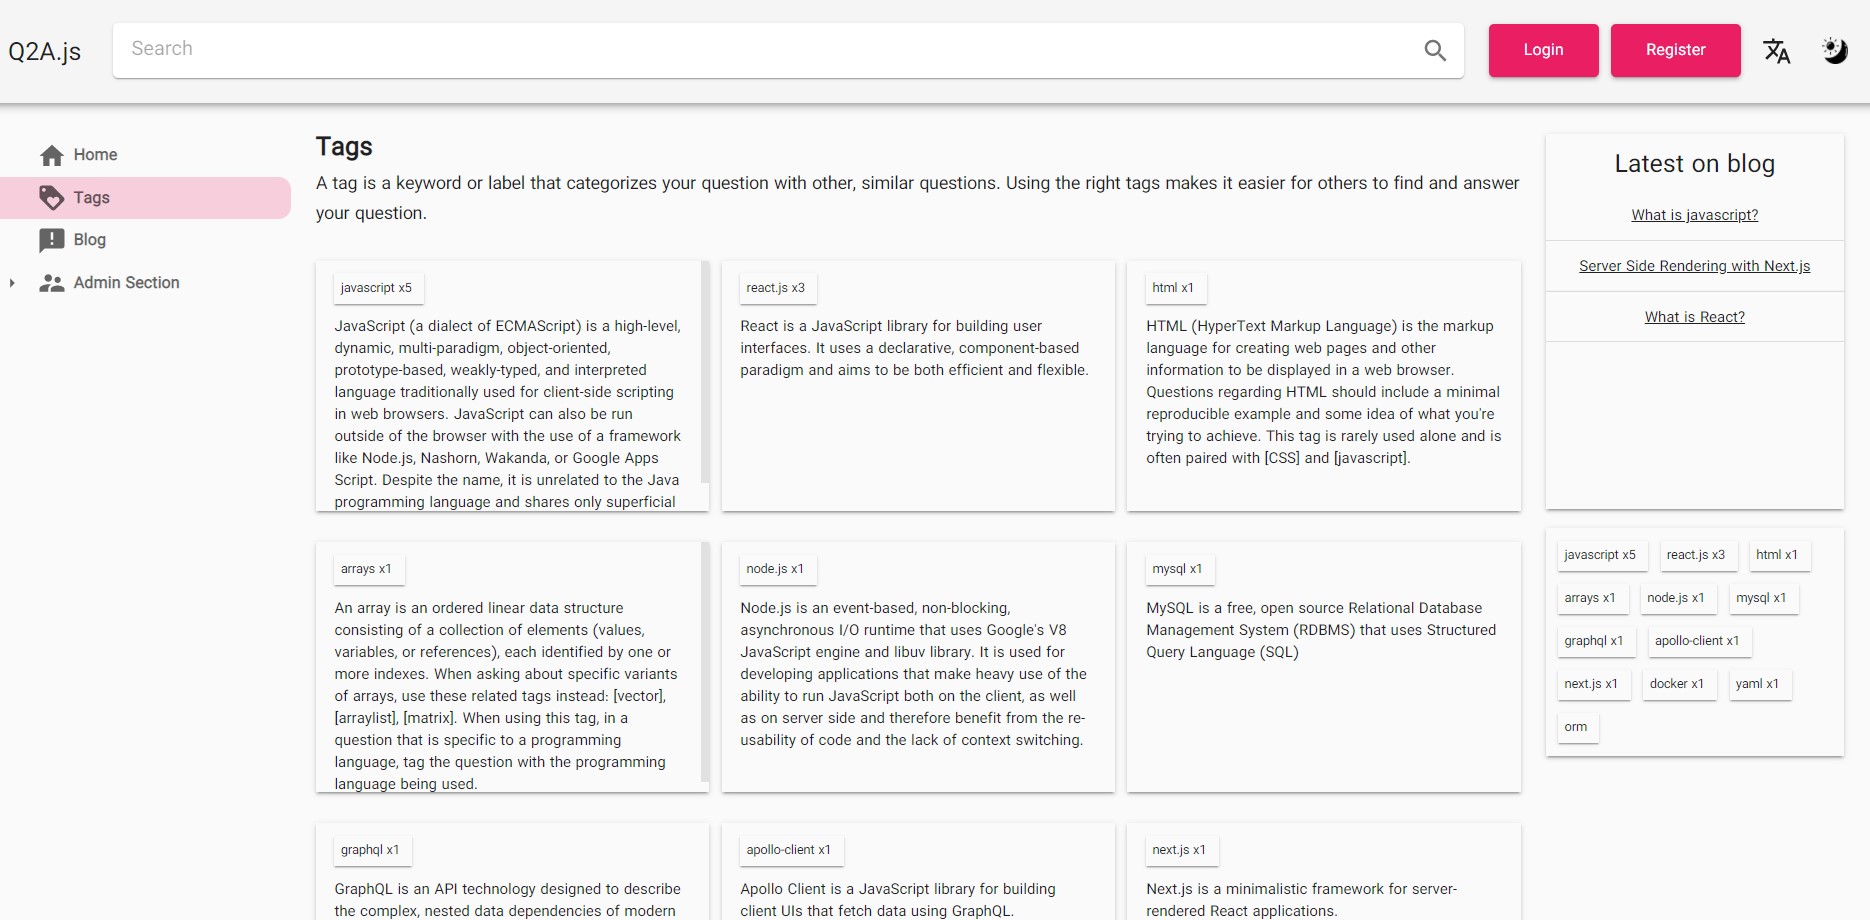 Q2A.js
Search
Login
Register
Home
Tags
Blog
Admin Section
Tags
A tag is a keyword or label that categorizes your question with other, similar questions. Using the right tags makes it easier for others to find and answer
your question.
javascript x5
JavaScript (a dialect of ECMAScript) is a high-level,
dynamic, multi-paradigm, object-oriented,
prototype-based, weakly-typed, and interpreted
language traditionally used for client-side scripting
in web browsers. JavaScript can also be run
outside of the browser with the use of a framework
like Node.js, Nashorn, Wakanda, or Google Apps
Script. Despite the name, it is unrelated to the Java
programming language and shares only superficial
react.js x3
React is a JavaScript library for building user
interfaces. It uses a declarative, component-based
paradigm and aims to be both efficient and flexible.
html x1
HTML (HyperText Markup Language) is the markup
language for creating web pages and other
information to be displayed in a web browser.
Questions regarding HTML should include a minimal
reproducible example and some idea of what you're
trying to achieve. This tag is rarely used alone and is
often paired with [CSS] and [javascript].
arrays x1
An array is an ordered linear data structure
consisting of a collection of elements (values,
variables, or references), each identified by one or
more indexes. When asking about specific variants
of arrays, use these related tags instead: [vector],
[arraylist], [matrix]. When using this tag, in a
question that is specific to a programming
language, tag the question with the programming
language being used.
node.js x1
Node.js is an event-based, non-blocking,
asynchronous I/O runtime that uses Google's V8
JavaScript engine and libuv library. It is used for
developing applications that make heavy use of the
ability to run JavaScript both on the client, as well
as on server side and therefore benefit from the re-
usability of code and the lack of context switching.
mysql x1
MySQL is a free, open source Relational Database
Management System (RDBMS) that uses Structured
Query Language (SQL)
graphql x1
GraphQL is an API technology designed to describe
the complex, nested data dependencies of modern
apollo-client x1
Apollo Client is a JavaScript library for building
client UIs that fetch data using GraphQL.
next.js x1
Next.js is a minimalistic framework for server-
rendered React applications.
Latest on blog
What is javascript?
Server Side Rendering with Next.js
What is React?
javascript x5
react.js x3
html x1
arrays x1
node.js x1
mysql x1
graphql x1
apollo-client x1
next.js x1
docker x1
yaml x1
orm